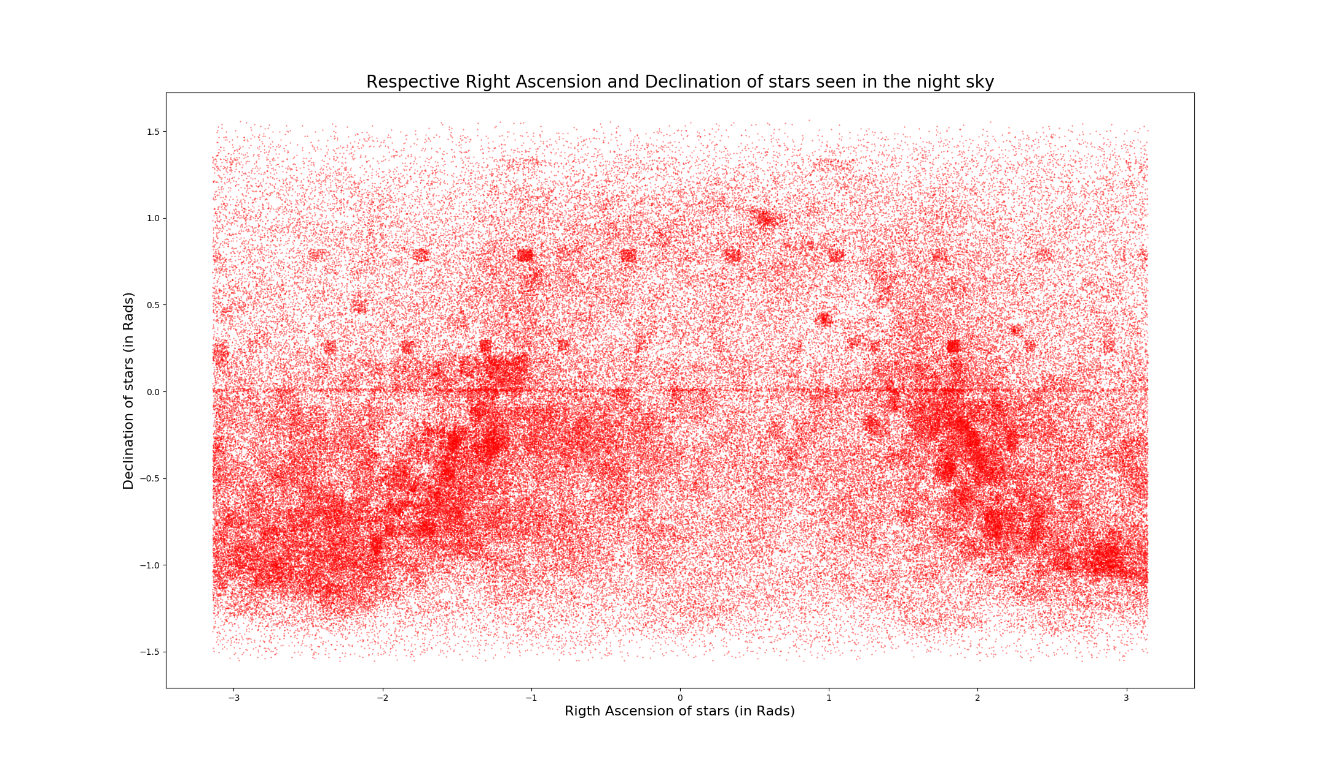 Respective Right Ascension and Declination of stars seen in the night sky
Declination of stars (in Rads)
1.5
1.0
0.5
0.0
−0.5
−1.0
−1.5
−3 −2 −1 0 1 2 3
Rigth Ascension of stars (in Rads)